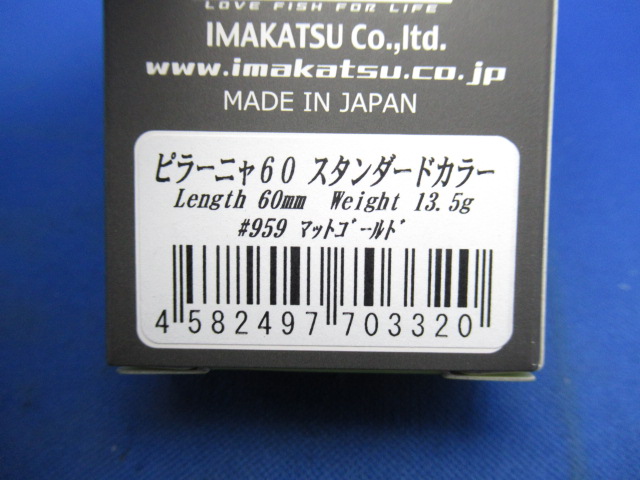 LOVE FISH FOR LIFE
IMAKATSU Co.,ltd.
www.imakatsu.co.jp
MADE IN JAPAN
ピラーニャ60 スタンダードカラー
Length 60mm Weight 13.5g
#959 マットゴールド
4 582497 703320